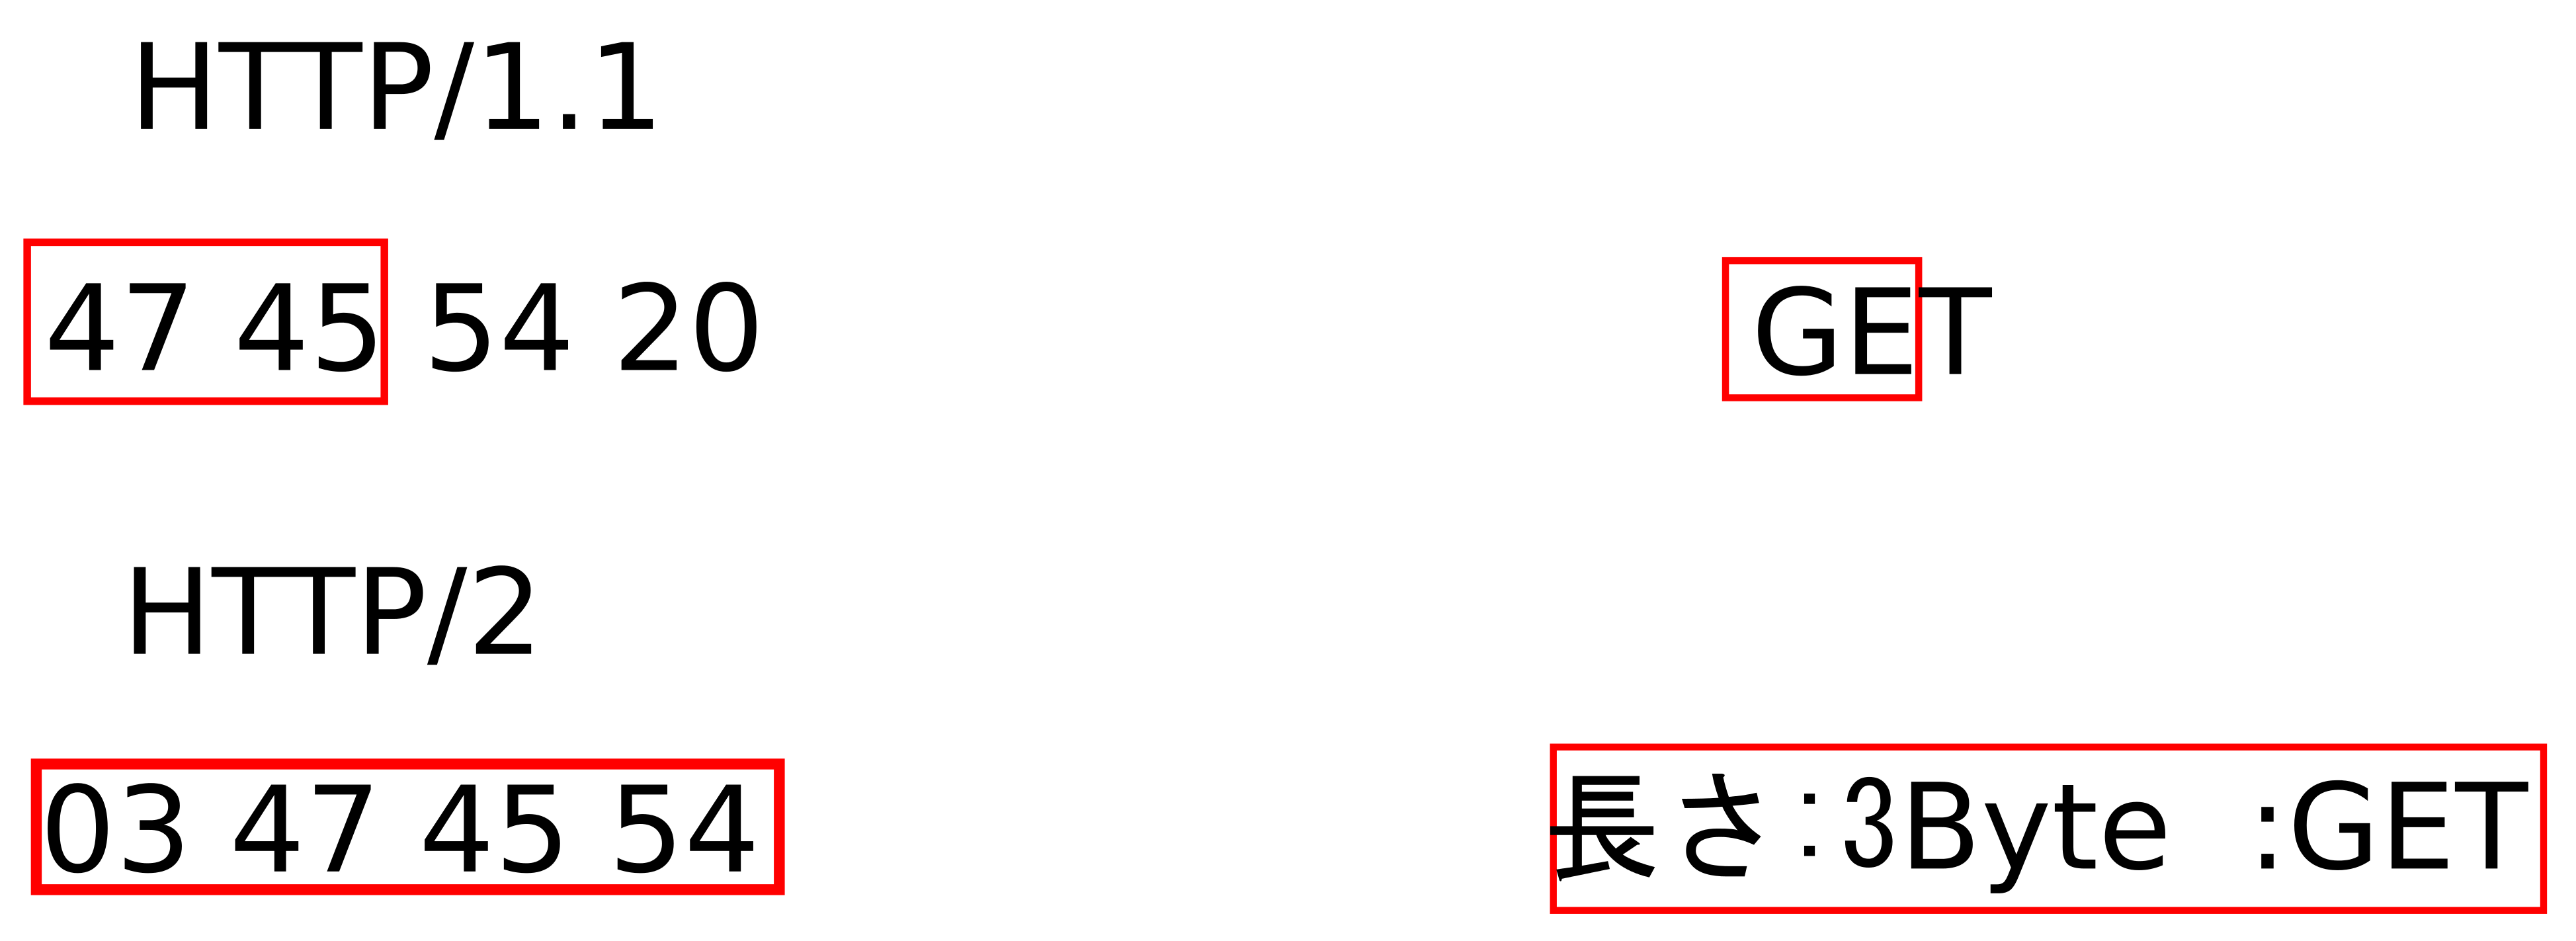 HTTP/1.1
47 45 54 20
GET
HTTP/2
03 47 45 54
長さ:3Byte :GET